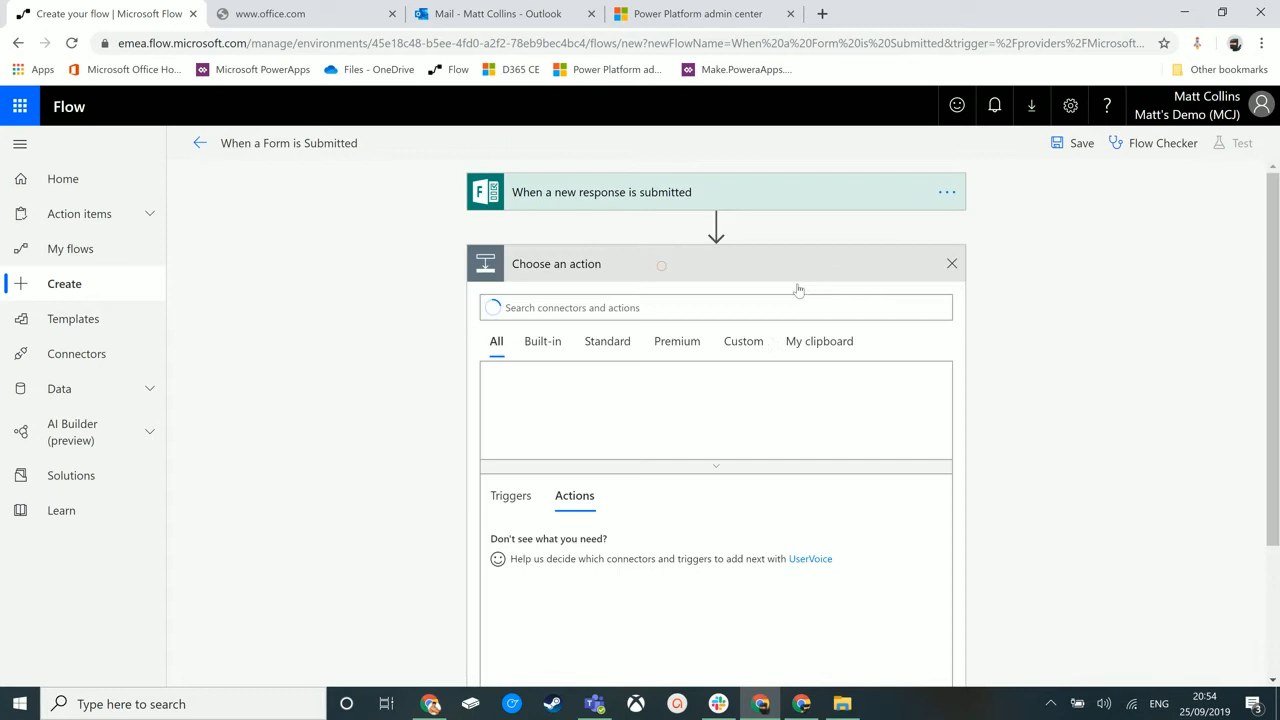 Create your flow | Microsoft Flow
www.office.com
Mail - Matt Collins - Outlook
Power Platform admin center
emea.flow.microsoft.com/manage/environments/45e18c48-b5ee-4fd0-a2f2-78eb9bec4bc4/flows/new?newFlowName=When%20a%20Form%20is%20Submitted&trigger=%2Fproviders%2FMicrosoft...
Apps
Microsoft Office Ho...
Microsoft PowerApps
Files - OneDrive
Flow
D365 CE
Power Platform ad...
Make.PoweraApps....
Other bookmarks
Flow
Matt Collins
Matt's Demo (MCJ)
When a Form is Submitted
Save
Flow Checker
Test
Home
Action items
My flows
Create
Templates
Connectors
Data
AI Builder
(preview)
Solutions
Learn
When a new response is submitted
Choose an action
Search connectors and actions
All
Built-in
Standard
Premium
Custom
My clipboard
Triggers
Actions
Don't see what you need?
Help us decide which connectors and triggers to add next with UserVoice
Type here to search
ENG
20:54
25/09/2019
3